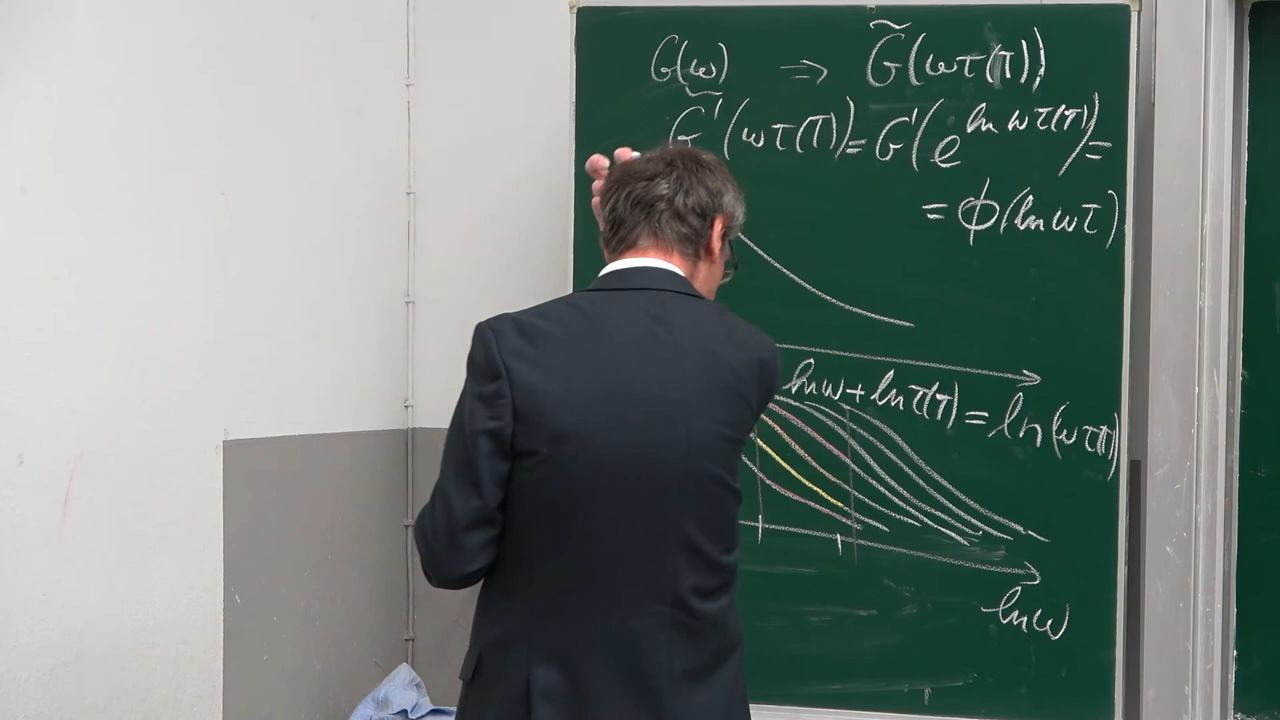 G(ω) ⇒ G̃(ωτ(T))
G̃'(ωτ(T)) = G'(e^{ln ωτ(T)}) =
= ϕ(ln ωτ)
ln ω + ln τ(T) = ln(ωτ(T))
ln ω